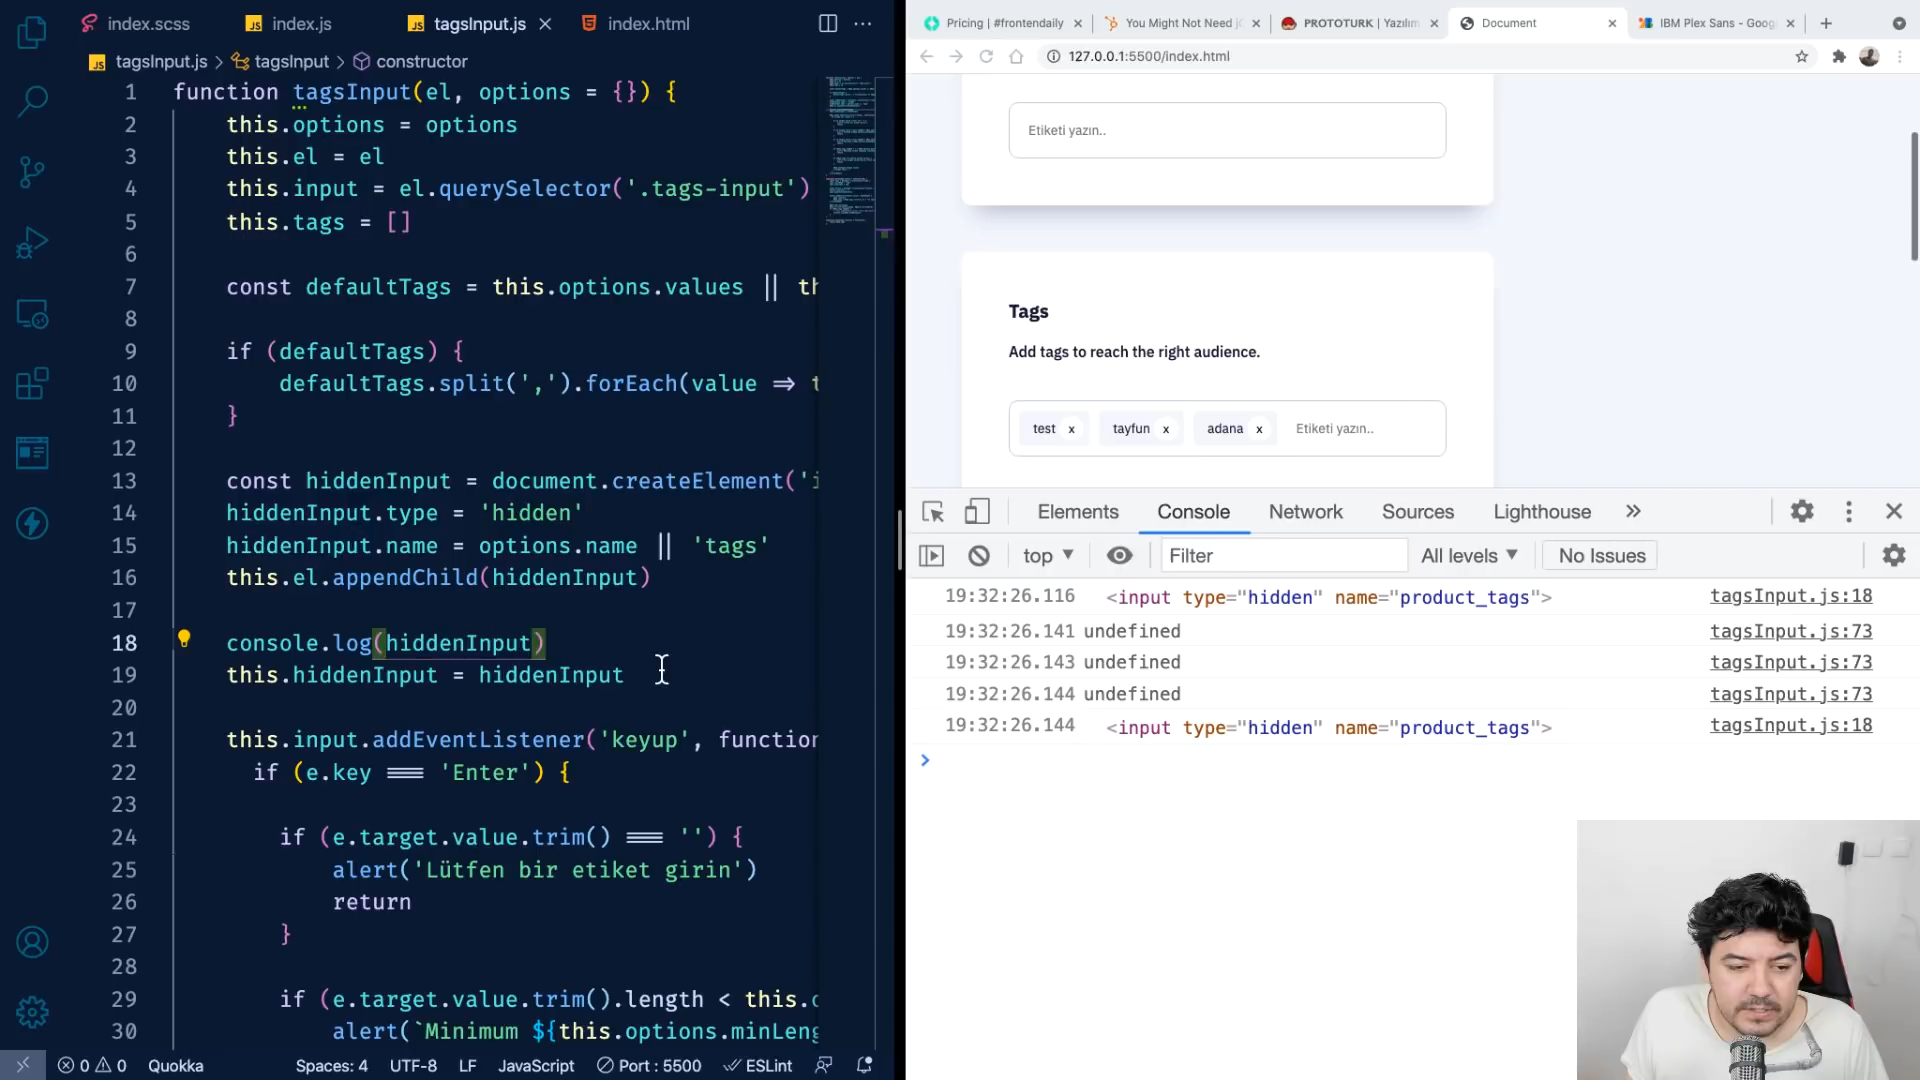 index.scss
index.js
tagsInput.js
index.html
tagsInput.js > tagsInput > constructor
1 function tagsInput(el, options = {}) {
2 this.options = options
3 this.el = el
4 this.input = el.querySelector('.tags-input')
5 this.tags = []
6
7 const defaultTags = this.options.values || th
8
9 if (defaultTags) {
10 defaultTags.split(',').forEach(value => t
11 }
12
13 const hiddenInput = document.createElement('i
14 hiddenInput.type = 'hidden'
15 hiddenInput.name = options.name || 'tags'
16 this.el.appendChild(hiddenInput)
17
18 console.log(hiddenInput)
19 this.hiddenInput = hiddenInput
20
21 this.input.addEventListener('keyup', function
22 if (e.key === 'Enter') {
23
24 if (e.target.value.trim() === '') {
25 alert('Lütfen bir etiket girin')
26 return
27 }
28
29 if (e.target.value.trim().length < this.o
30 alert(`Minimum ${this.options.minLeng
0 0 Quokka Spaces: 4 UTF-8 LF JavaScript Port : 5500 ESLint
Pricing | #frontendaily
You Might Not Need j
PROTOTURK | Yazılım
Document
IBM Plex Sans - Goog
127.0.0.1:5500/index.html
Etiketi yazın..
Tags
Add tags to reach the right audience.
test x tayfun x adana x Etiketi yazın..
Elements Console Network Sources Lighthouse »
top Filter All levels No Issues
19:32:26.116 <input type="hidden" name="product_tags"> tagsInput.js:18
19:32:26.141 undefined tagsInput.js:73
19:32:26.143 undefined tagsInput.js:73
19:32:26.144 undefined tagsInput.js:73
19:32:26.144 <input type="hidden" name="product_tags"> tagsInput.js:18